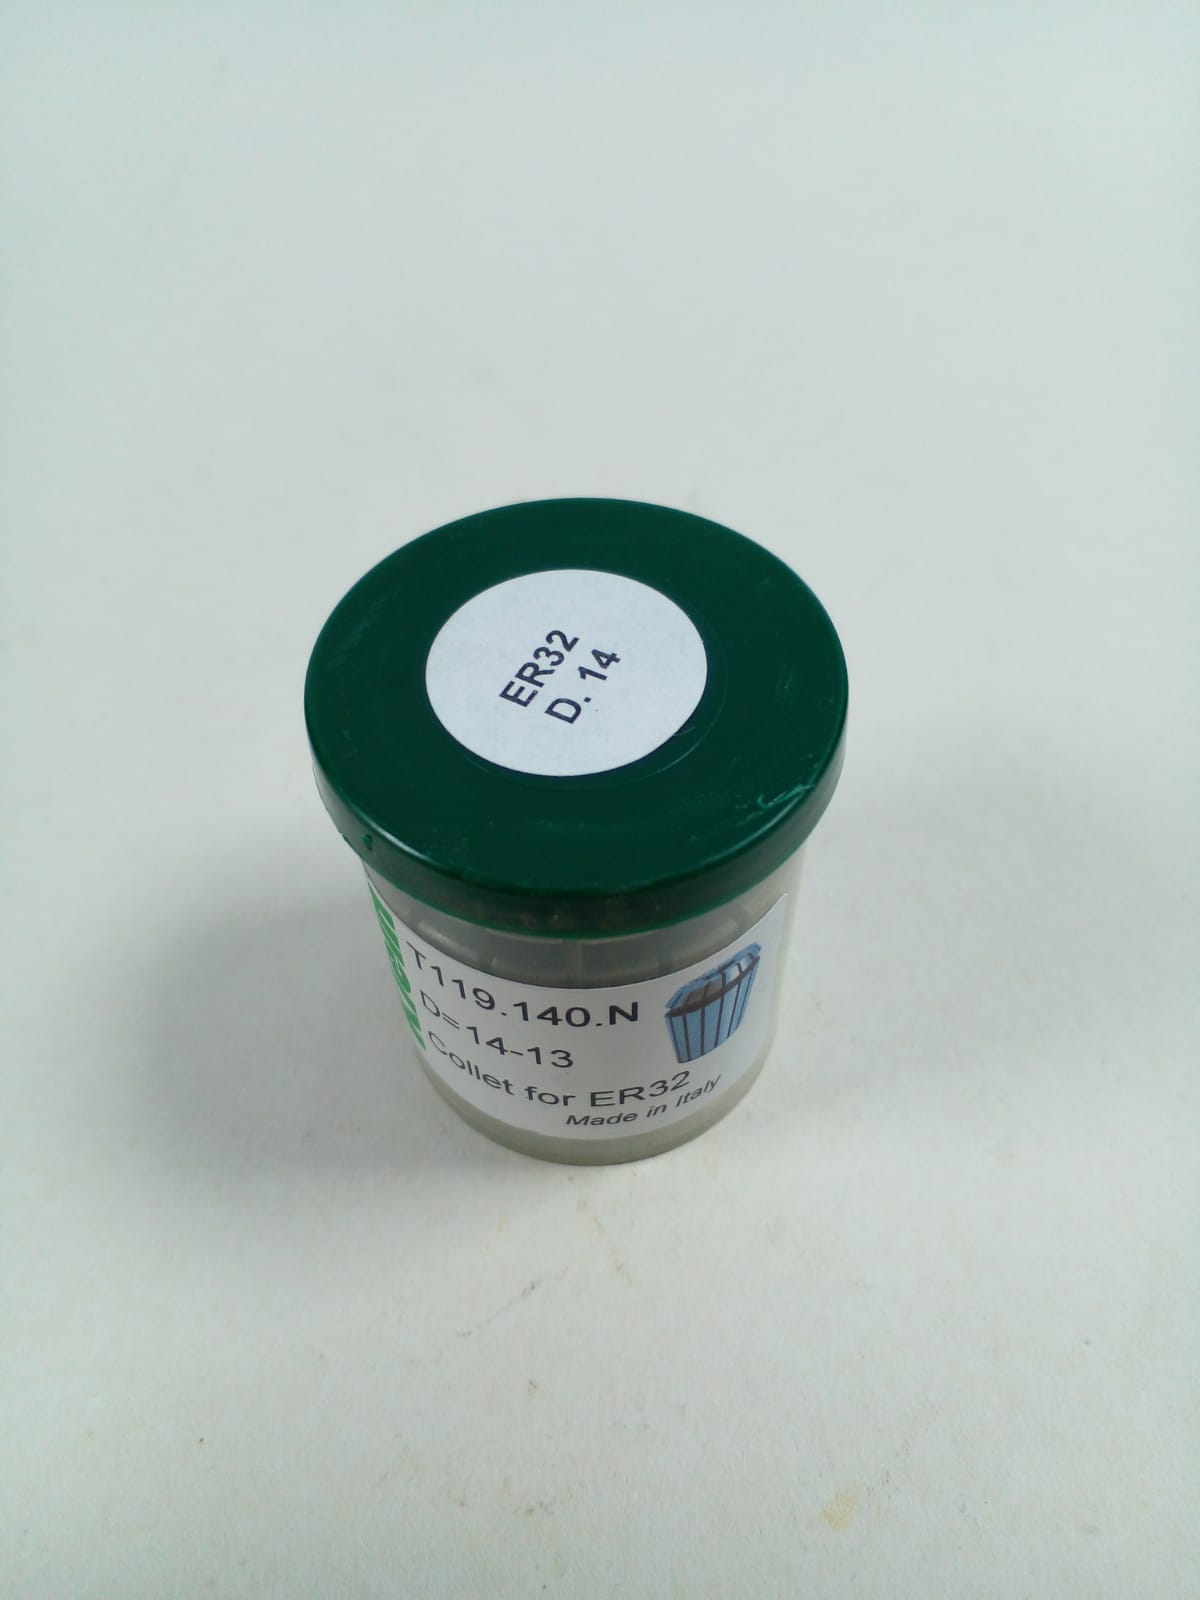 ER32
D. 14
T119.140.N
D=14-13
Collet for ER32
Made in Italy